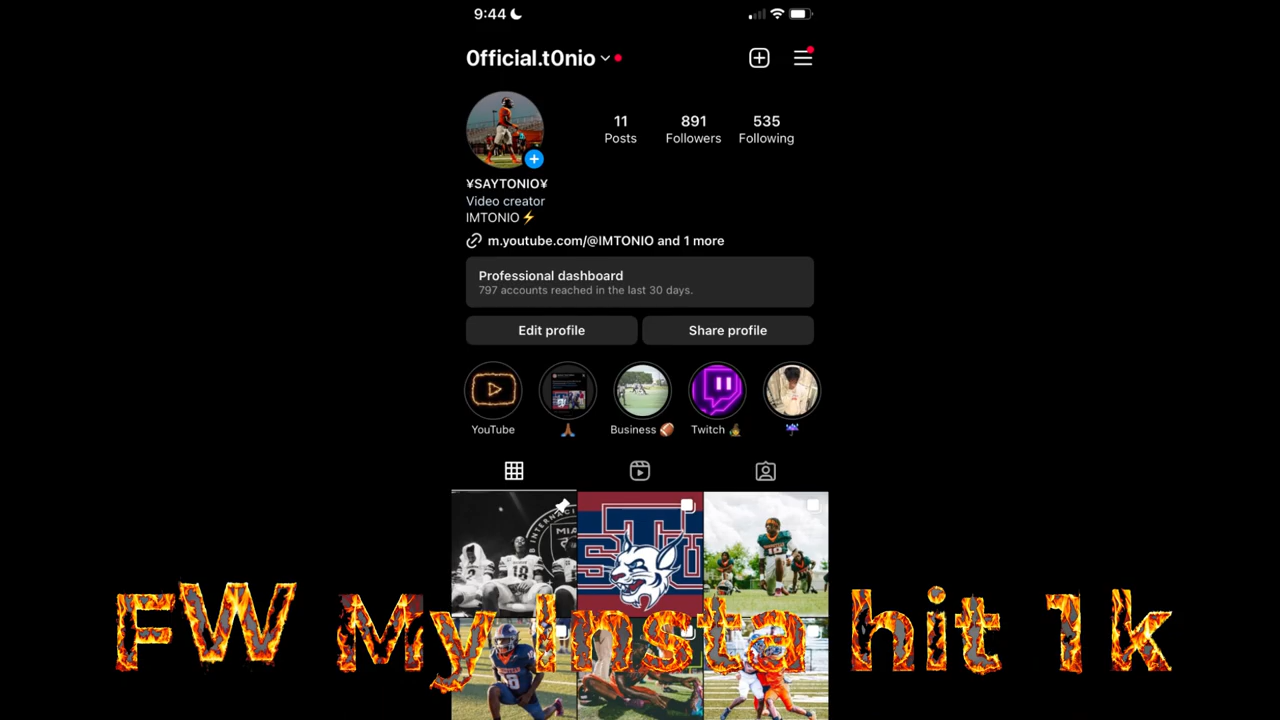 9:44
0fficial.t0nio
11
Posts
891
Followers
535
Following
¥SAYTONIO¥
Video creator
IMTONIO⚡
m.youtube.com/@IMTONIO and 1 more
Professional dashboard
797 accounts reached in the last 30 days.
Edit profile
Share profile
YouTube
🙏🏾
Business 🏈
Twitch
☔
FW My Insta hit 1k